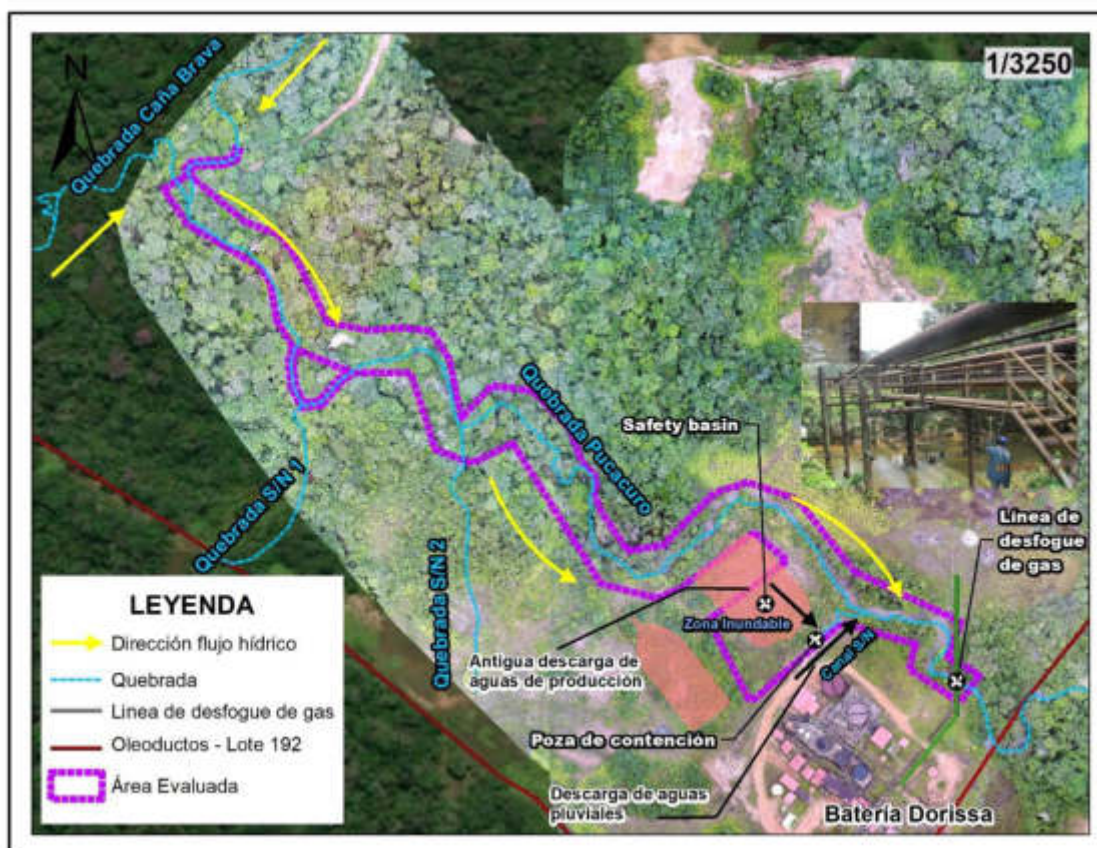 1/3250
N
Quebrada Caña Brava
Quebrada Pucacuro
Safety basin
Línea de
desfogue
de gas
Quebrada S/N 1
Quebrada S/N 2
Zona Inundable
Canal S/N
Antigua descarga de
aguas de producción
Poza de contención
Descarga de aguas
pluviales
Batería Dorissa
LEYENDA
Dirección flujo hídrico
Quebrada
Linea de desfogue de gas
Oleoductos - Lote 192
Área Evaluada